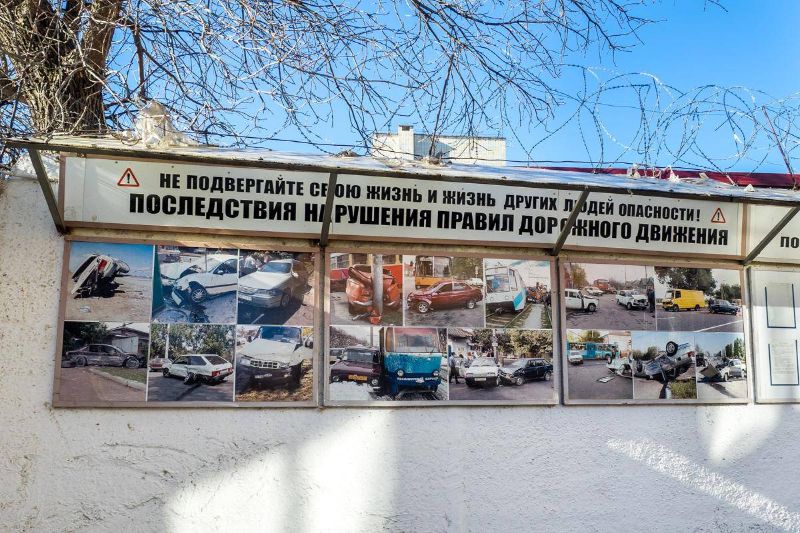 НЕ ПОДВЕРГАЙТЕ СВОЮ ЖИЗНЬ И ЖИЗНЬ ДРУГИХ ЛЮДЕЙ ОПАСНОСТИ!
ПОСЛЕДСТВИЯ НАРУШЕНИЯ ПРАВИЛ ДОРОЖНОГО ДВИЖЕНИЯ